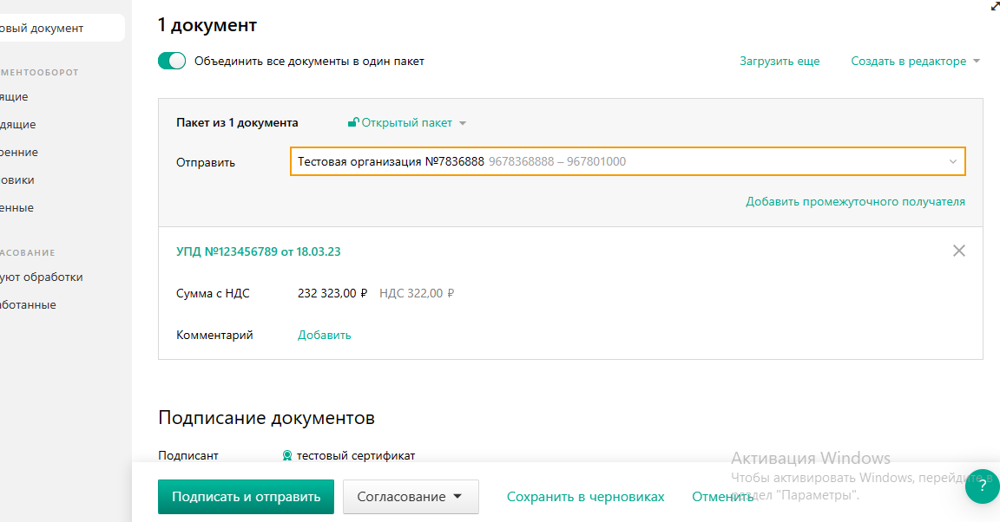 овый документ
МЕНТООБОРОТ
ящие
дящие
ренние
овики
енные
АСОВАНИЕ
уют обработки
аботанные
1 документ
Объединить все документы в один пакет
Загрузить еще
Создать в редакторе
Пакет из 1 документа
Открытый пакет
Отправить
Тестовая организация №7836888 9678368888 – 967801000
Добавить промежуточного получателя
УПД №123456789 от 18.03.23
Сумма с НДС
232 323,00 ₽ НДС 322,00 ₽
Комментарий
Добавить
Подписание документов
Подписант
тестовый сертификат
Подписать и отправить
Согласование
Сохранить в черновиках
Отменить
Активация Windows
Чтобы активировать Windows, перейдите в
раздел "Параметры".
?